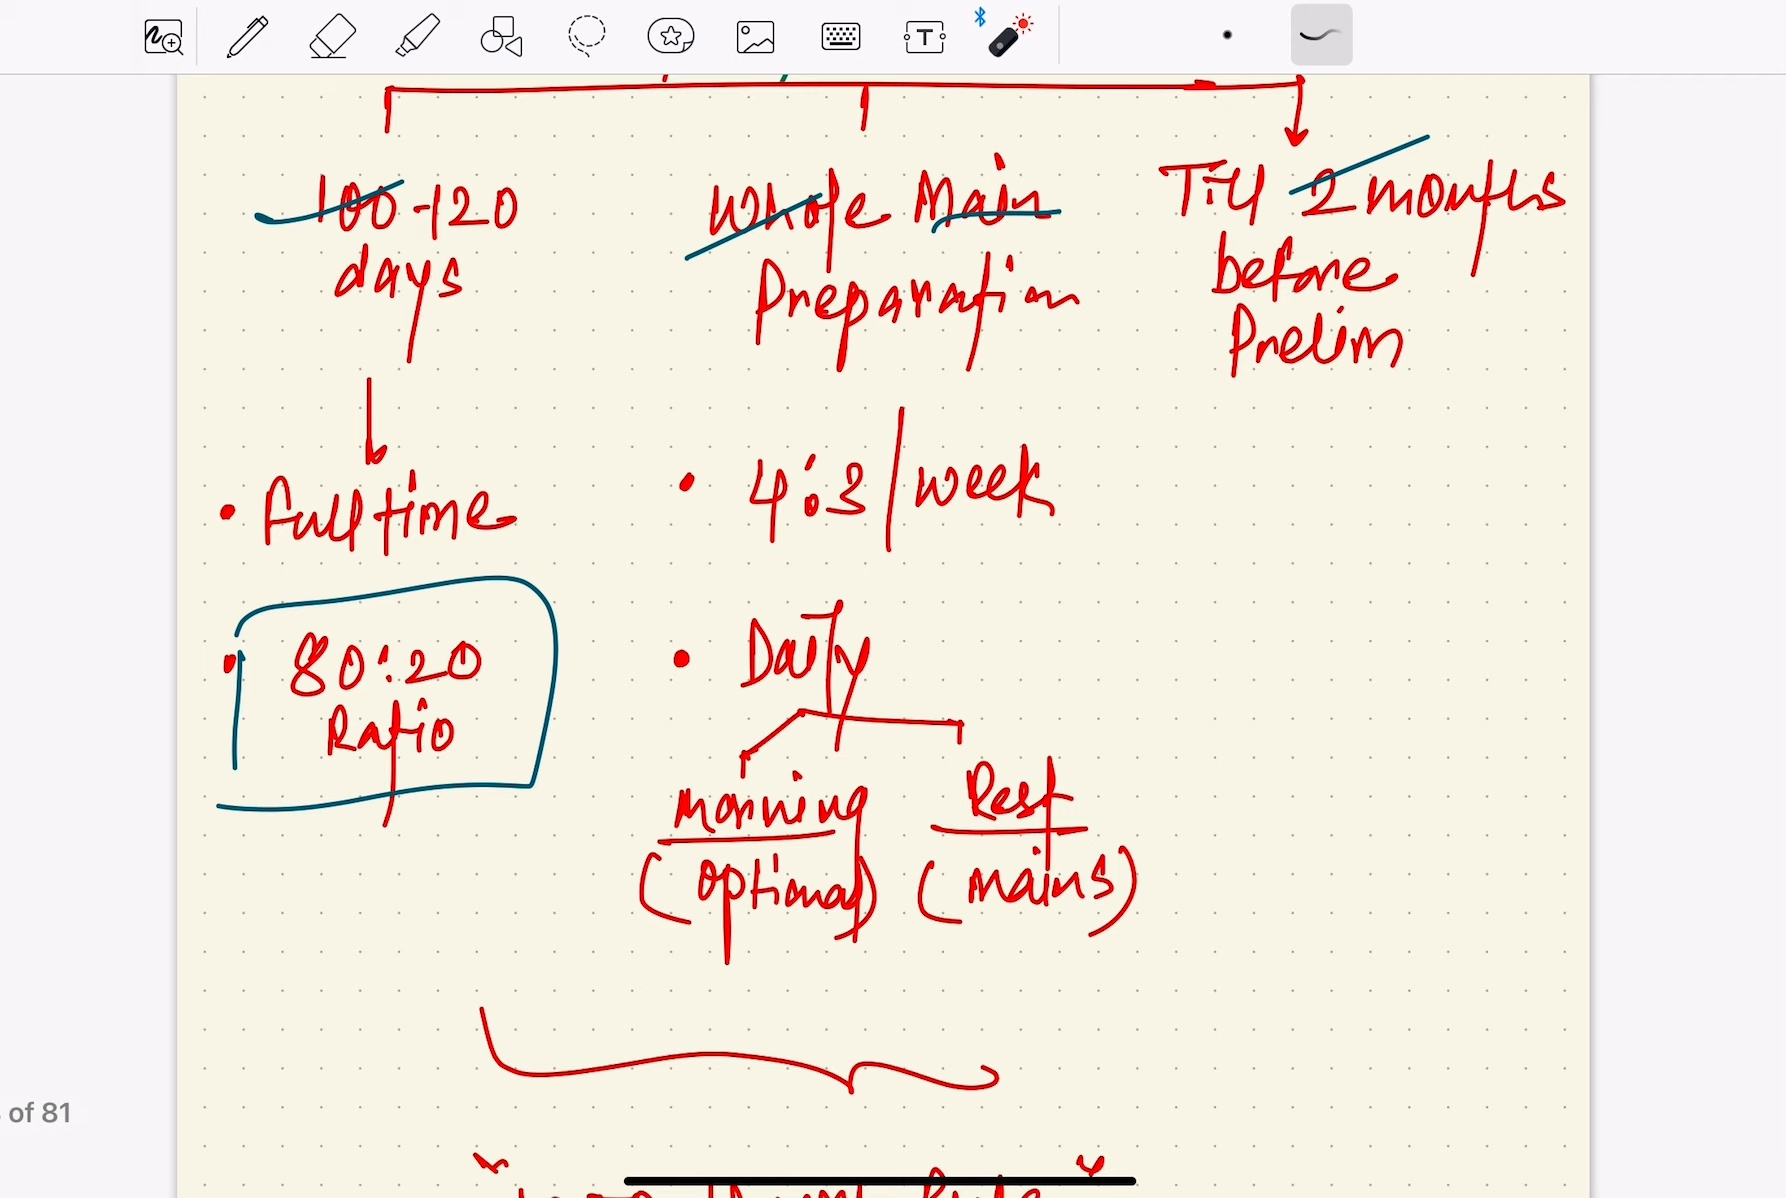 100-120
days
• Full time
• 80:20
Ratio
Whole Main
Preparation
• 4:3/week
• Daily
Morning
(optional)
Rest
(mains)
Till 2 months
before
Prelim
of 81